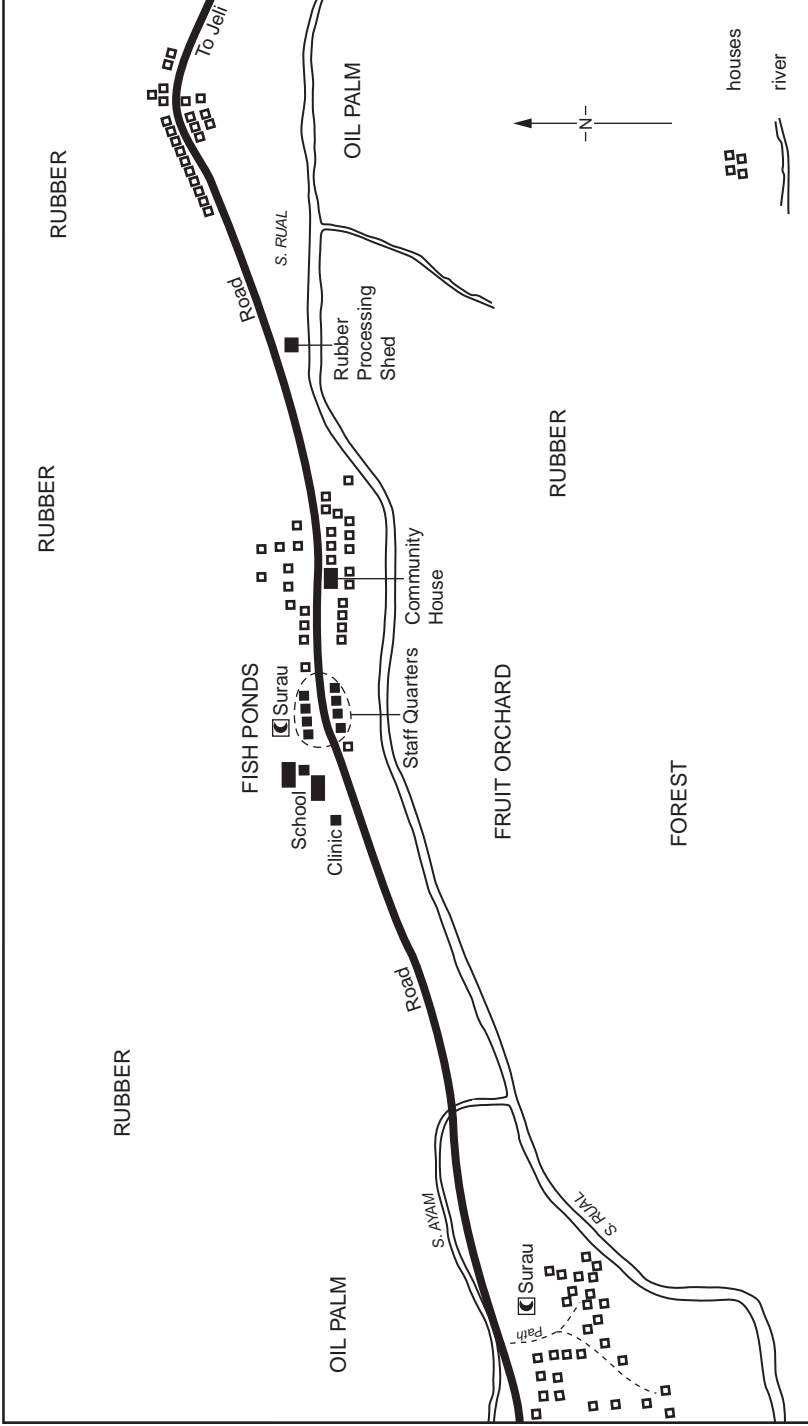 RUBBER
RUBBER
RUBBER
To Jeli
Road
S. RUAL
OIL PALM
Rubber
Processing
Shed
FISH PONDS
Surau
School
Clinic
Community
House
Staff Quarters
RUBBER
FRUIT ORCHARD
FOREST
Road
OIL PALM
S. AYAM
S. RUAL
Surau
Path
–N–
houses
river